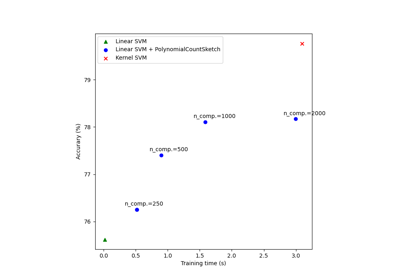 Linear SVM
Linear SVM + PolynomialCountSketch
Kernel SVM
79
78
77
76
Accurary (%)
n_comp.=2000
n_comp.=1000
n_comp.=500
n_comp.=250
0.0 0.5 1.0 1.5 2.0 2.5 3.0
Training time (s)